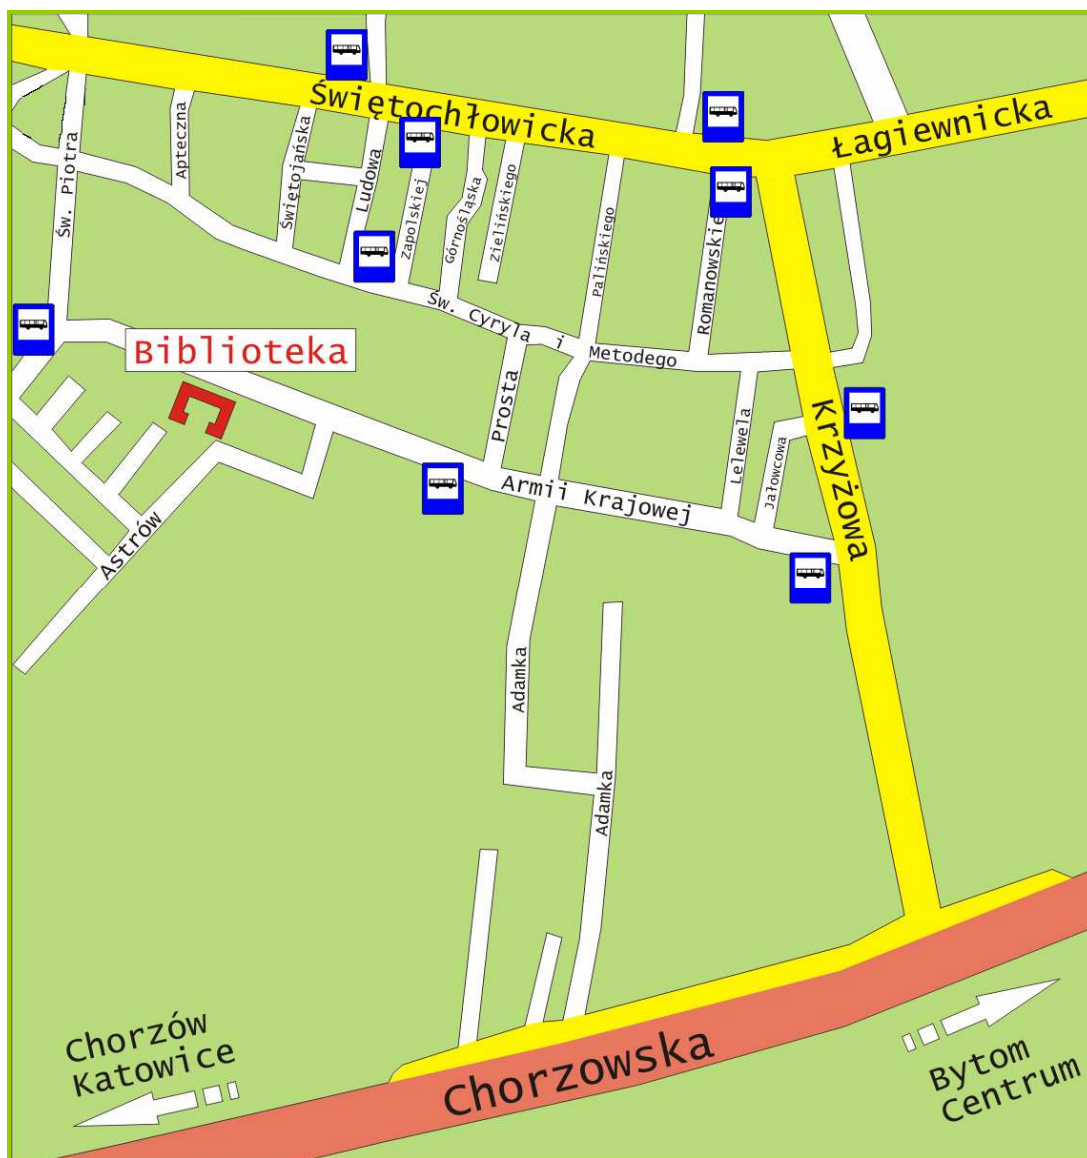 Świętochłowicka
Łagiewnicka
Św. Piotra
Apteczna
Świętojańska
Ludowa
Zapolskiej
Górnośląska
Zielińskiego
Palińskiego
Romanowskie
Św. Cyryla i Metodego
Biblioteka
Prosta
Lelewela
Jałowcowa
Krzyżowa
Armii Krajowej
Astrów
Adamka
Adamka
Chorzów
Katowice
Chorzowska
Bytom
Centrum